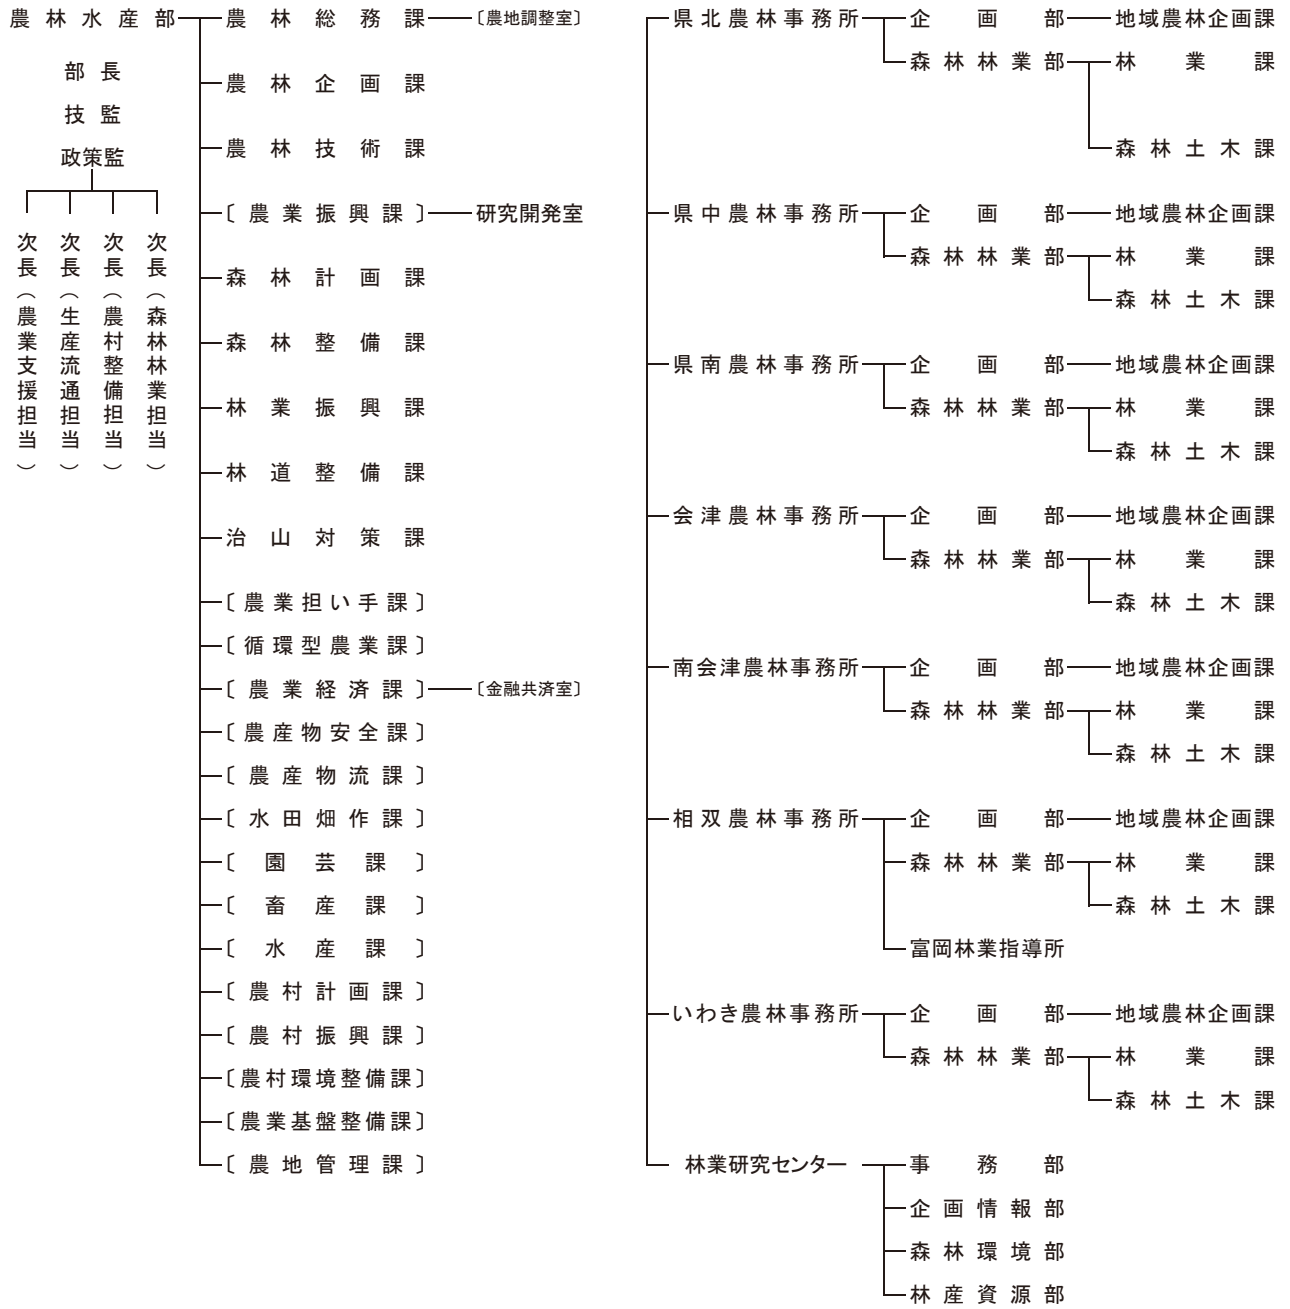 農林水産部
部長
技監
政策監
次長（農業支援担当）
次長（生産流通担当）
次長（農村整備担当）
次長（森林林業担当）
農林総務課
〔農地調整室〕
農林企画課
農林技術課
〔農業振興課〕
研究開発室
森林計画課
森林整備課
林業振興課
林道整備課
治山対策課
〔農業担い手課〕
〔循環型農業課〕
〔農業経済課〕
〔金融共済室〕
〔農産物安全課〕
〔農産物流課〕
〔水田畑作課〕
〔園芸課〕
〔畜産課〕
〔水産課〕
〔農村計画課〕
〔農村振興課〕
〔農村環境整備課〕
〔農業基盤整備課〕
〔農地管理課〕
県北農林事務所
企画部
地域農林企画課
森林林業部
林業課
森林土木課
県中農林事務所
企画部
地域農林企画課
森林林業部
林業課
森林土木課
県南農林事務所
企画部
地域農林企画課
森林林業部
林業課
森林土木課
会津農林事務所
企画部
地域農林企画課
森林林業部
林業課
森林土木課
南会津農林事務所
企画部
地域農林企画課
森林林業部
林業課
森林土木課
相双農林事務所
企画部
地域農林企画課
森林林業部
林業課
森林土木課
富岡林業指導所
いわき農林事務所
企画部
地域農林企画課
森林林業部
林業課
森林土木課
林業研究センター
事務部
企画情報部
森林環境部
林産資源部